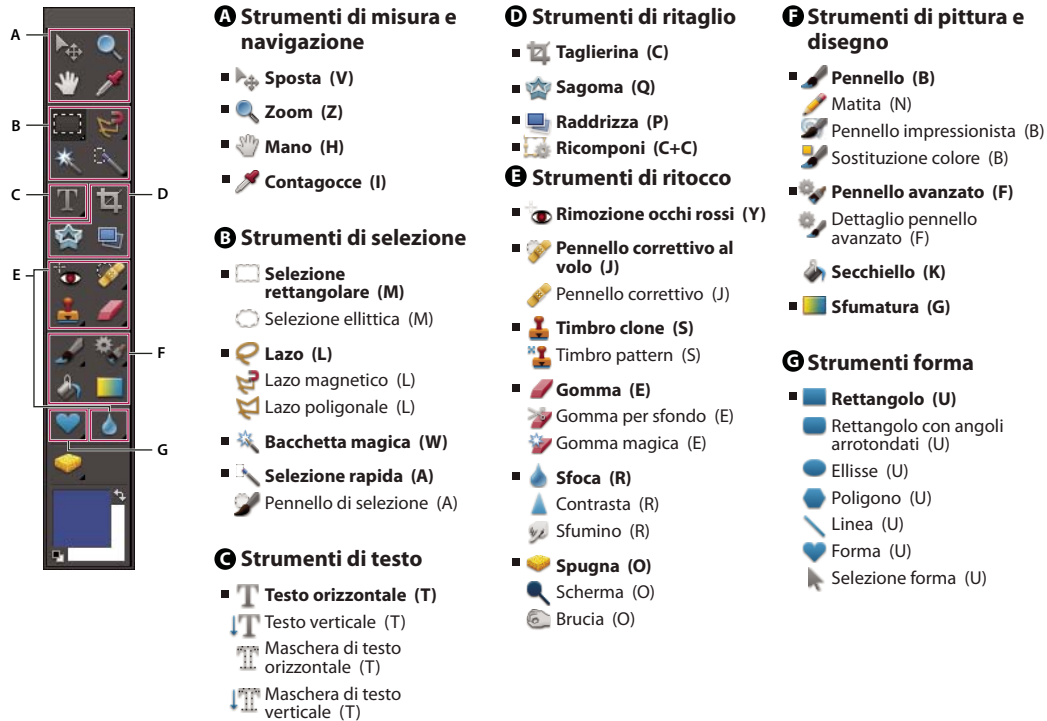 A
B
C
D
E
F
G
A Strumenti di misura e
navigazione
Sposta (V)
Zoom (Z)
Mano (H)
Contagocce (I)
B Strumenti di selezione
Selezione
rettangolare (M)
Selezione ellittica (M)
Lazo (L)
Lazo magnetico (L)
Lazo poligonale (L)
Bacchetta magica (W)
Selezione rapida (A)
Pennello di selezione (A)
C Strumenti di testo
Testo orizzontale (T)
Testo verticale (T)
Maschera di testo
orizzontale (T)
Maschera di testo
verticale (T)
D Strumenti di ritaglio
Taglierina (C)
Sagoma (Q)
Raddrizza (P)
Ricomponi (C+C)
E Strumenti di ritocco
Rimozione occhi rossi (Y)
Pennello correttivo al
volo (J)
Pennello correttivo (J)
Timbro clone (S)
Timbro pattern (S)
Gomma (E)
Gomma per sfondo (E)
Gomma magica (E)
Sfoca (R)
Contrasta (R)
Sfumino (R)
Spugna (O)
Scherma (O)
Brucia (O)
F Strumenti di pittura e
disegno
Pennello (B)
Matita (N)
Pennello impressionista (B)
Sostituzione colore (B)
Pennello avanzato (F)
Dettaglio pennello
avanzato (F)
Secchiello (K)
Sfumatura (G)
G Strumenti forma
Rettangolo (U)
Rettangolo con angoli
arrotondati (U)
Ellisse (U)
Poligono (U)
Linea (U)
Forma (U)
Selezione forma (U)